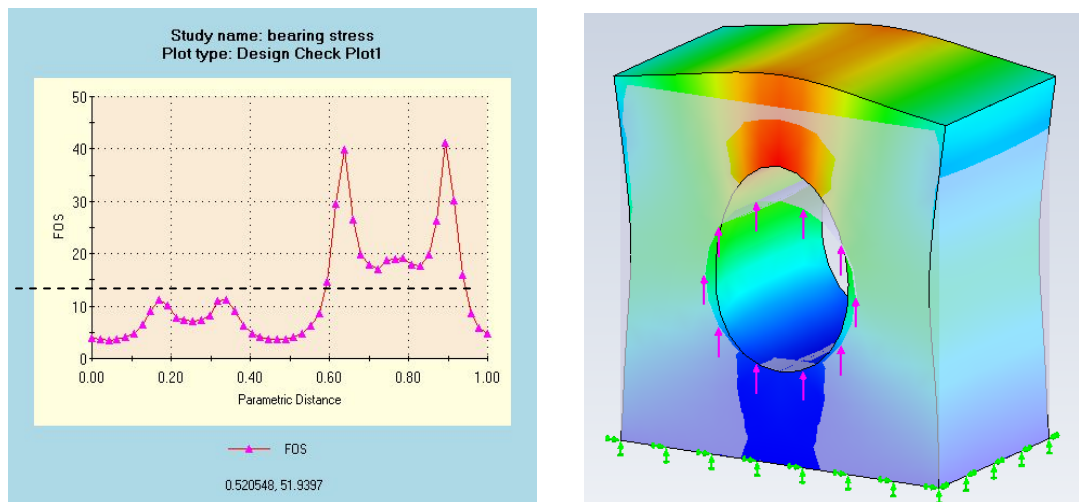 Study name: bearing stress
Plot type: Design Check Plot1
50
40
30
20
10
0
FOS
0.00 0.20 0.40 0.60 0.80 1.00
Parametric Distance
FOS
0.520548, 51.9397